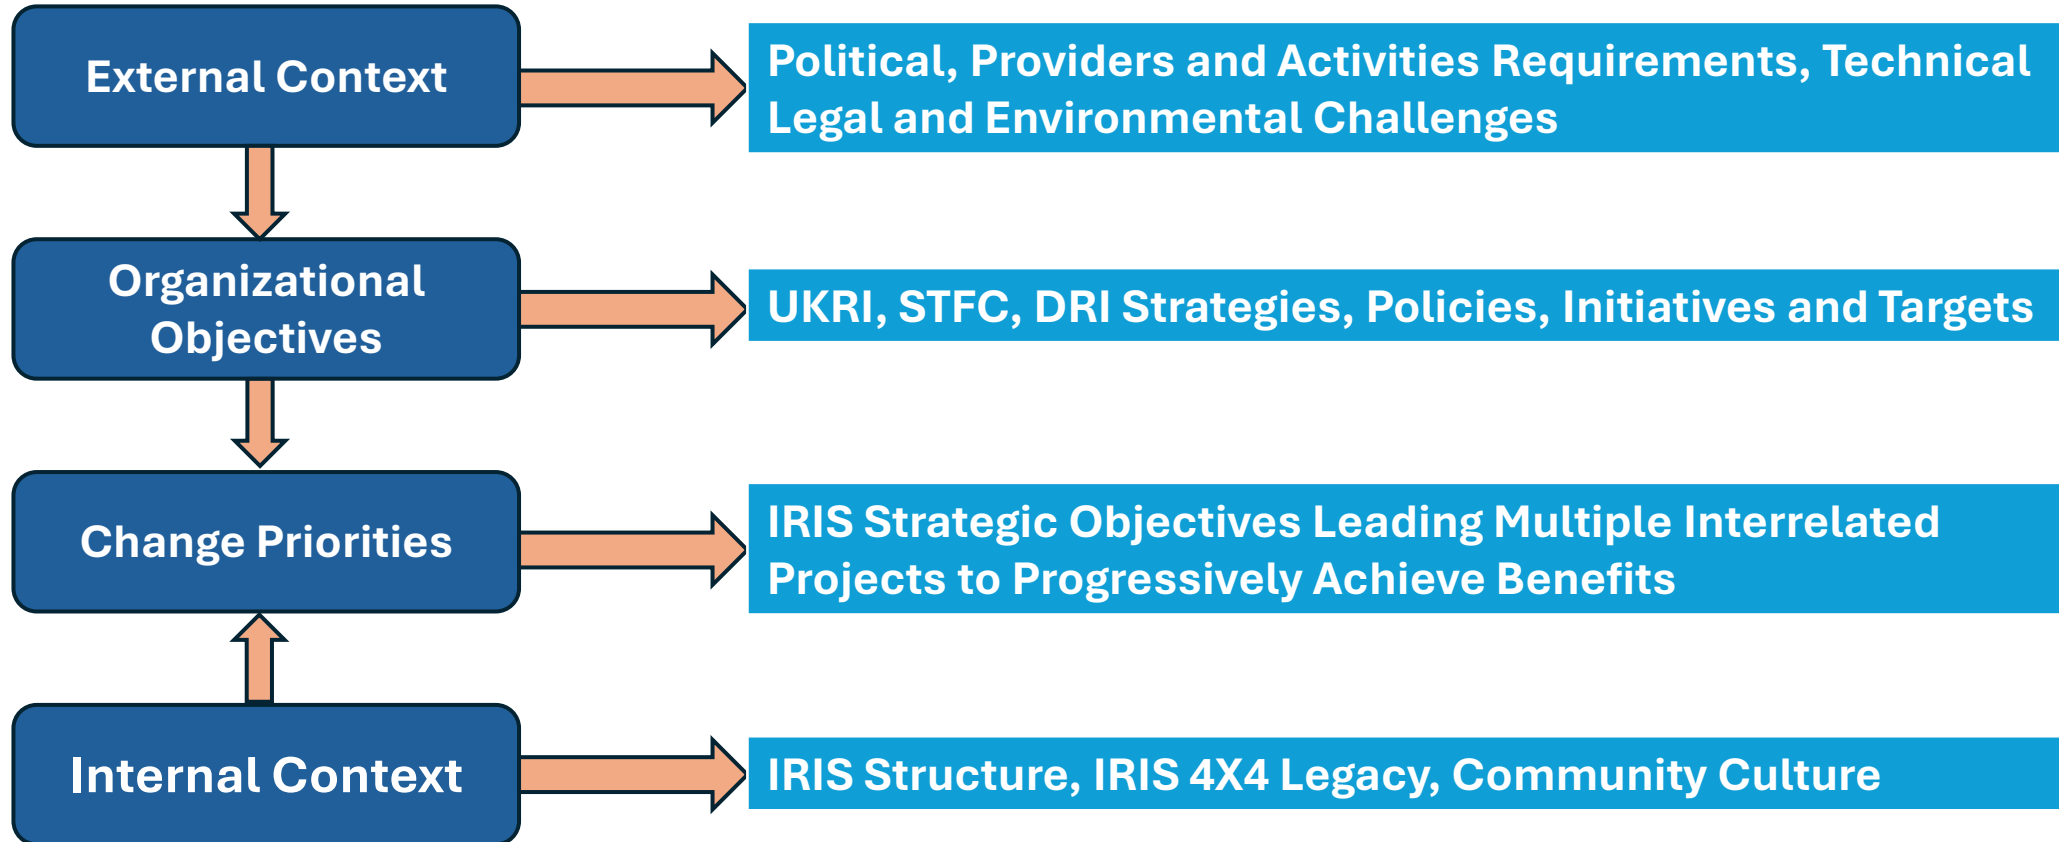 External Context
Political, Providers and Activities Requirements, Technical
Legal and Environmental Challenges
Organizational
Objectives
UKRI, STFC, DRI Strategies, Policies, Initiatives and Targets
Change Priorities
IRIS Strategic Objectives Leading Multiple Interrelated
Projects to Progressively Achieve Benefits
Internal Context
IRIS Structure, IRIS 4X4 Legacy, Community Culture